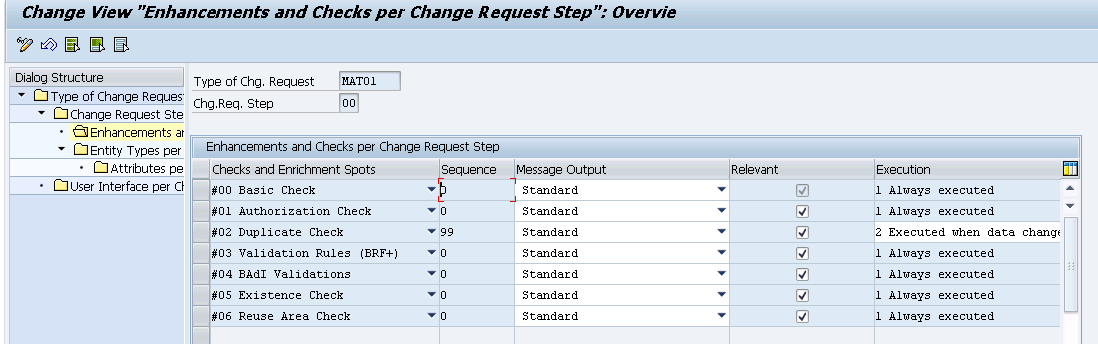 Change View "Enhancements and Checks per Change Request Step": Overvie
Dialog Structure
Type of Change Reques
Change Request Ste
Enhancements a
Entity Types per
Attributes pe
User Interface per Cl
Type of Chg. Request MAT01
Chg.Req. Step 00
Enhancements and Checks per Change Request Step
Checks and Enrichment Spots Sequence Message Output Relevant Execution
#00 Basic Check 0 Standard 1 Always executed
#01 Authorization Check 0 Standard 1 Always executed
#02 Duplicate Check 99 Standard 2 Executed when data change
#03 Validation Rules (BRF+) 0 Standard 1 Always executed
#04 BAdI Validations 0 Standard 1 Always executed
#05 Existence Check 0 Standard 1 Always executed
#06 Reuse Area Check 0 Standard 1 Always executed